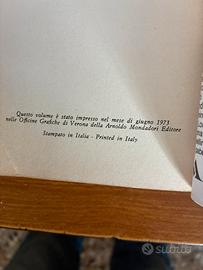 Questo volume è stato impresso nel mese di giugno 1973
nelle Officine Grafiche di Verona della Arnoldo Mondadori Editore
Stampato in Italia - Printed in Italy
subito